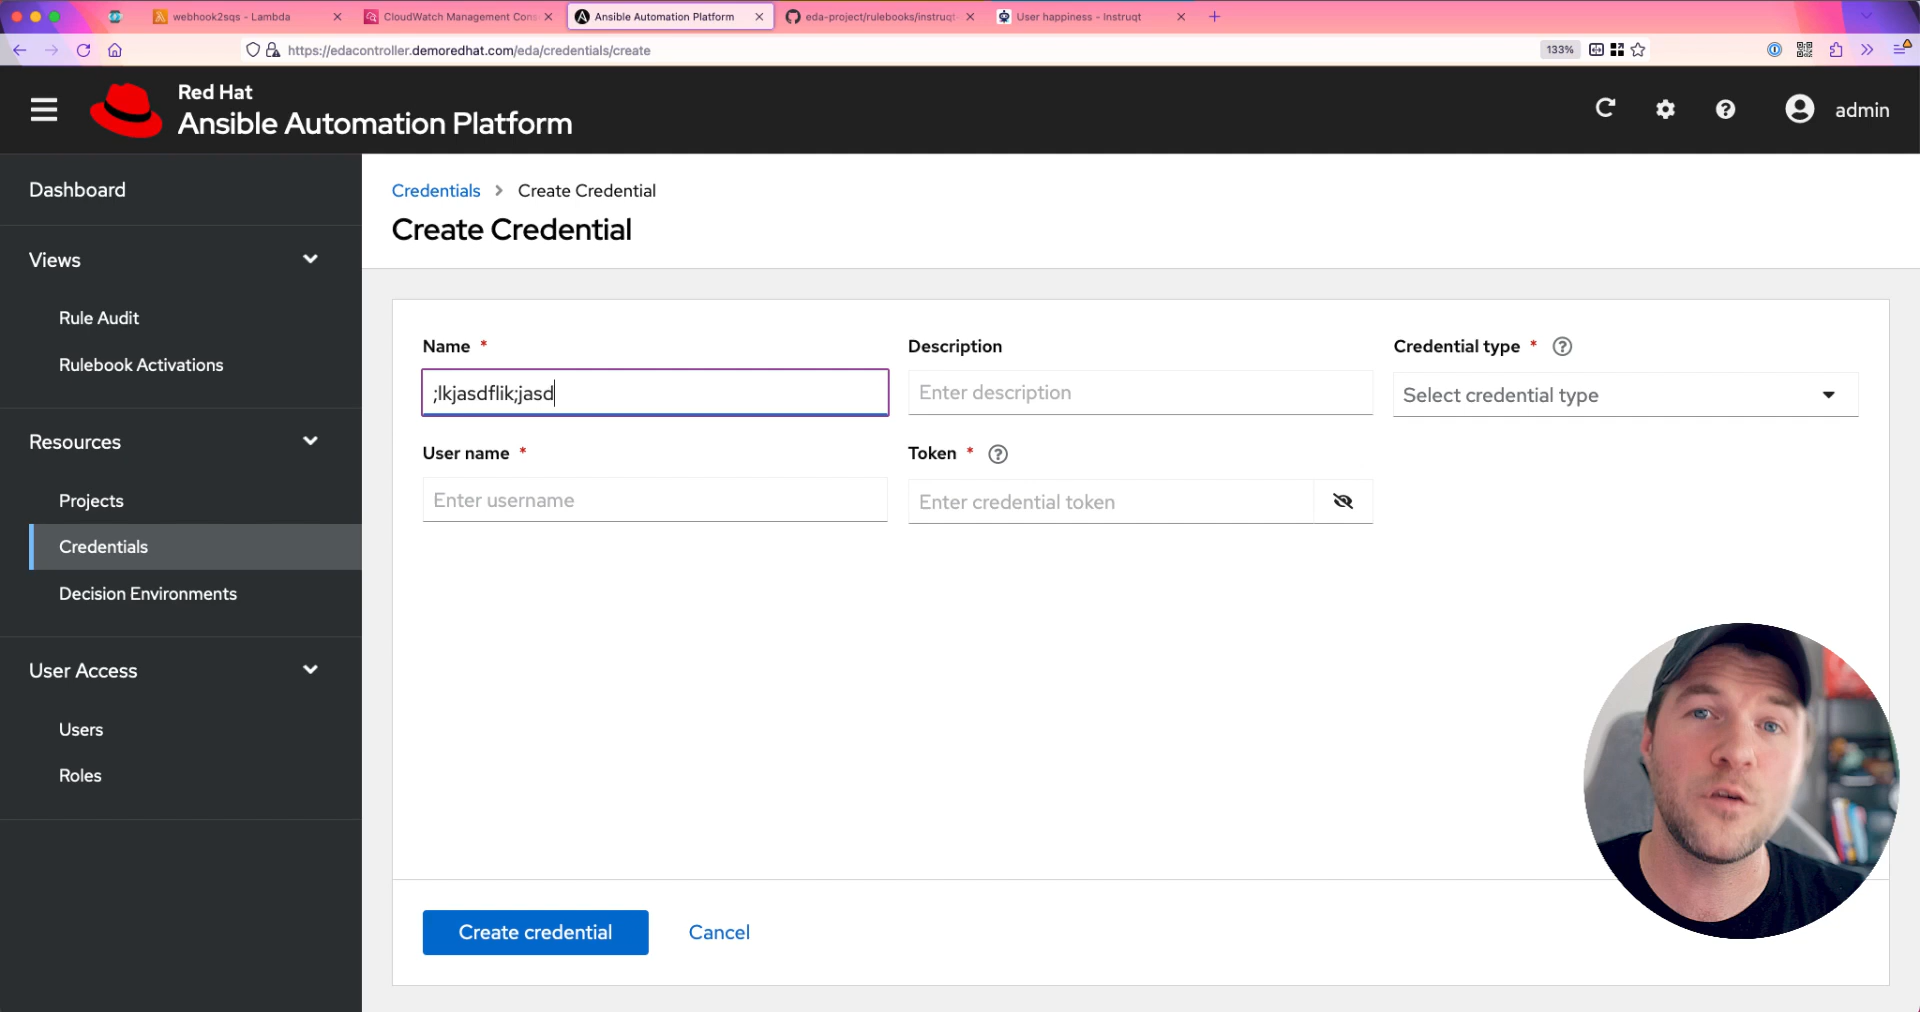 webhook2sqs - Lambda
CloudWatch Management Cons
Ansible Automation Platform
eda-project/rulebooks/instruqt
User happiness - Instruqt
https://edacontroller.demoredhat.com/eda/credentials/create
133%
Red Hat
Ansible Automation Platform
admin
Dashboard
Views
Rule Audit
Rulebook Activations
Resources
Projects
Credentials
Decision Environments
User Access
Users
Roles
Credentials > Create Credential
Create Credential
Name *
Description
Credential type *
;lkjasdflik;jasd
Enter description
Select credential type
User name *
Token *
Enter username
Enter credential token
Create credential
Cancel